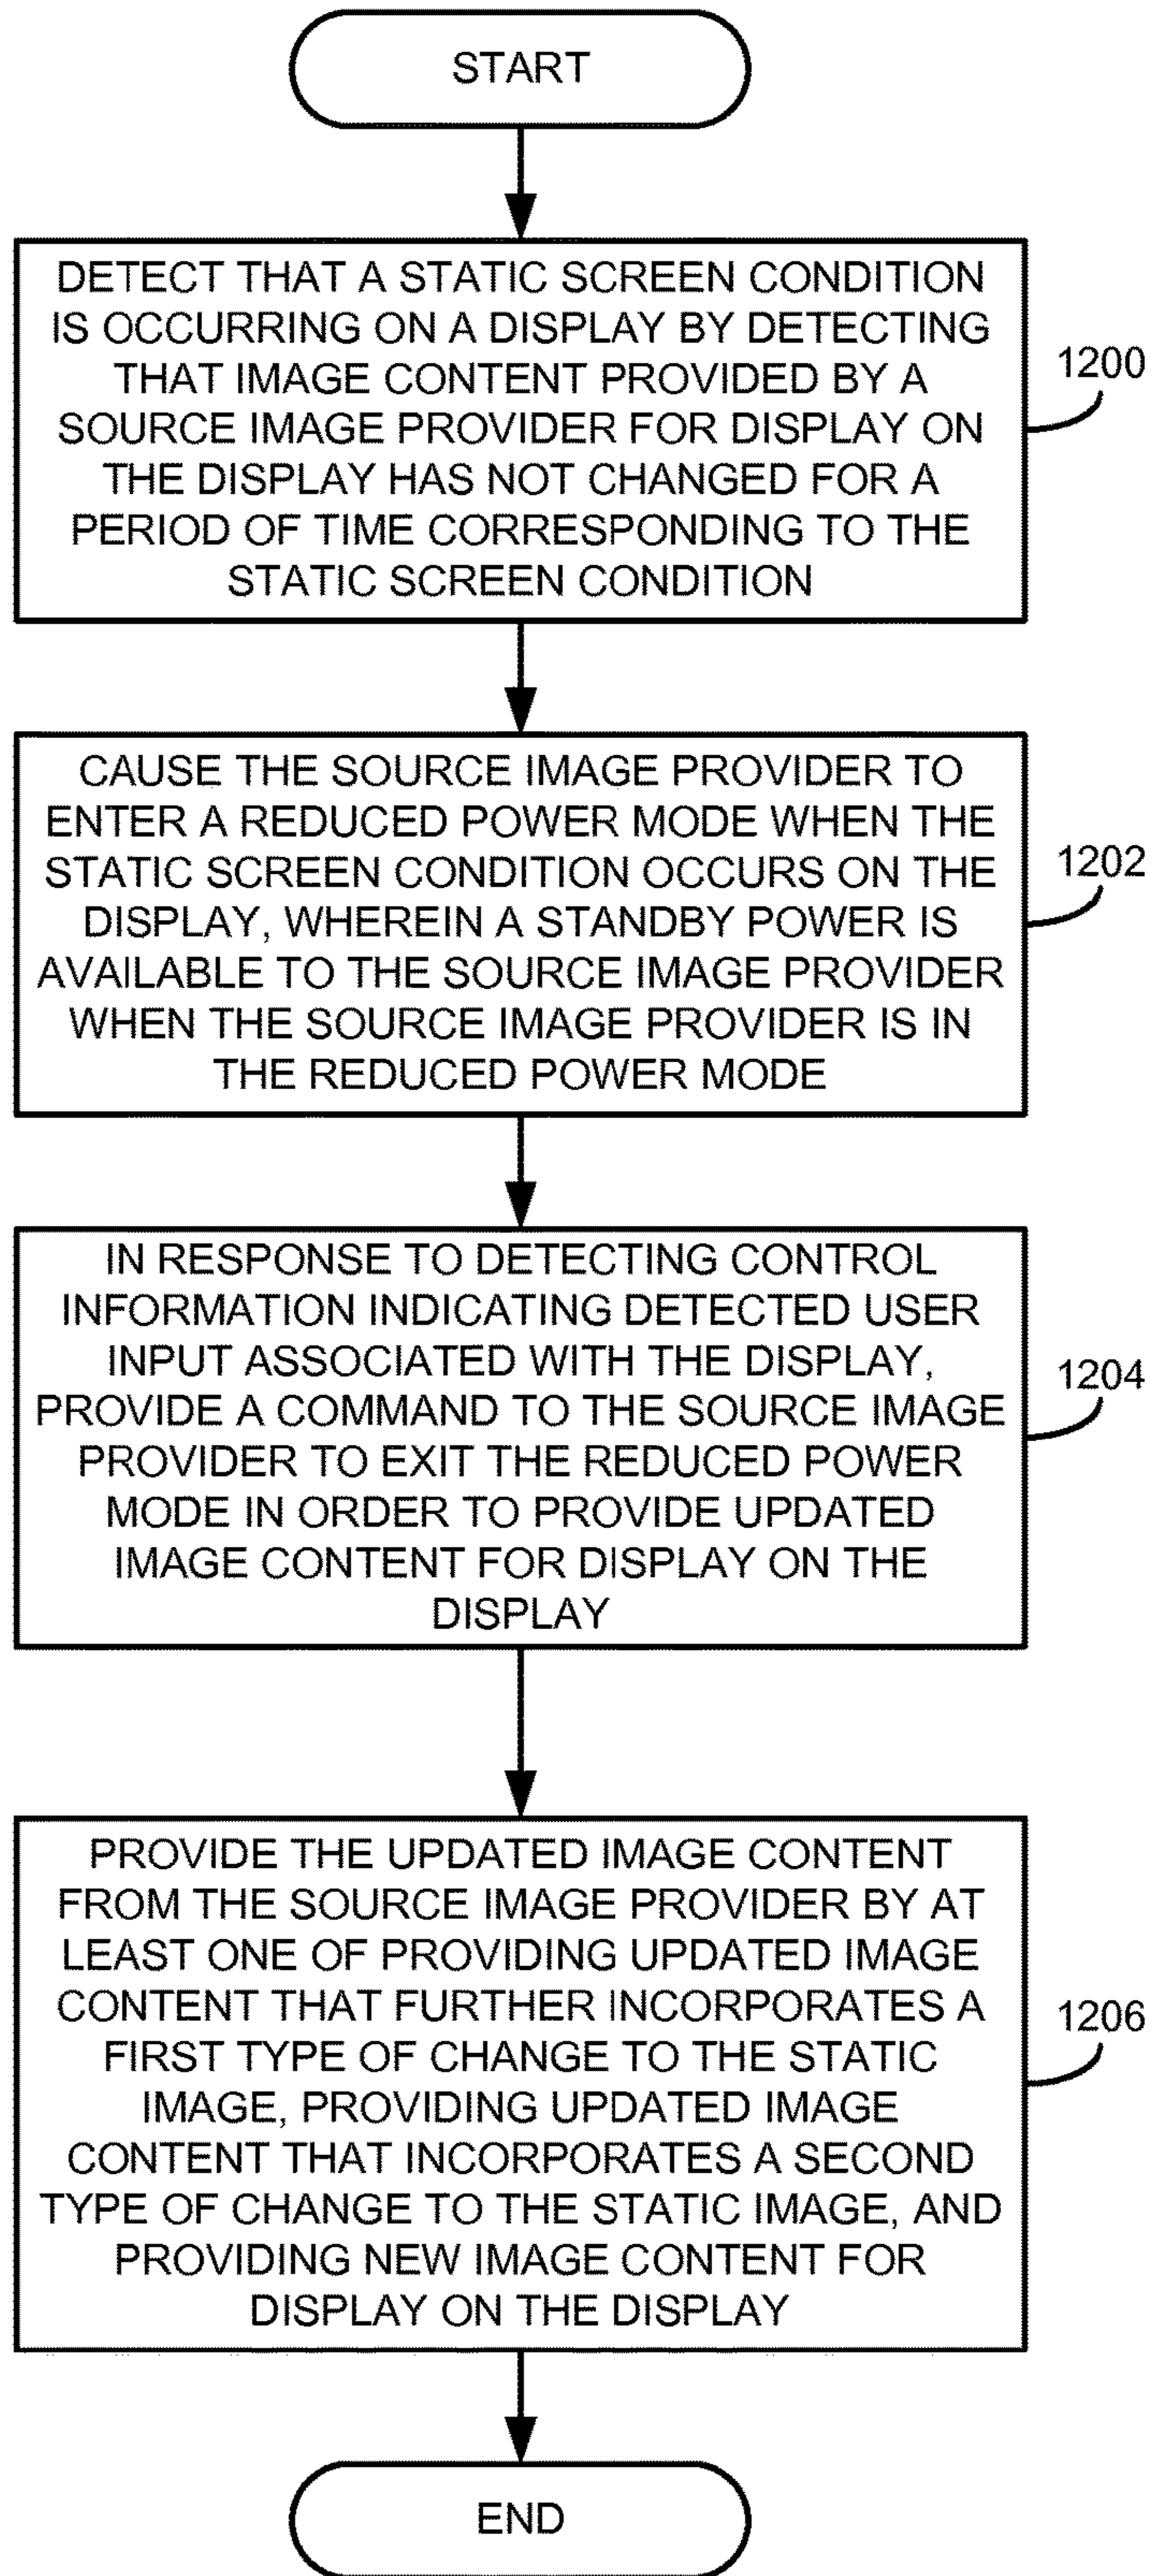 START
DETECT THAT A STATIC SCREEN CONDITION
IS OCCURRING ON A DISPLAY BY DETECTING
THAT IMAGE CONTENT PROVIDED BY A
SOURCE IMAGE PROVIDER FOR DISPLAY ON
THE DISPLAY HAS NOT CHANGED FOR A
PERIOD OF TIME CORRESPONDING TO THE
STATIC SCREEN CONDITION
1200
CAUSE THE SOURCE IMAGE PROVIDER TO
ENTER A REDUCED POWER MODE WHEN THE
STATIC SCREEN CONDITION OCCURS ON THE
DISPLAY, WHEREIN A STANDBY POWER IS
AVAILABLE TO THE SOURCE IMAGE PROVIDER
WHEN THE SOURCE IMAGE PROVIDER IS IN
THE REDUCED POWER MODE
1202
IN RESPONSE TO DETECTING CONTROL
INFORMATION INDICATING DETECTED USER
INPUT ASSOCIATED WITH THE DISPLAY,
PROVIDE A COMMAND TO THE SOURCE IMAGE
PROVIDER TO EXIT THE REDUCED POWER
MODE IN ORDER TO PROVIDE UPDATED
IMAGE CONTENT FOR DISPLAY ON THE
DISPLAY
1204
PROVIDE THE UPDATED IMAGE CONTENT
FROM THE SOURCE IMAGE PROVIDER BY AT
LEAST ONE OF PROVIDING UPDATED IMAGE
CONTENT THAT FURTHER INCORPORATES A
FIRST TYPE OF CHANGE TO THE STATIC
IMAGE, PROVIDING UPDATED IMAGE
CONTENT THAT INCORPORATES A SECOND
TYPE OF CHANGE TO THE STATIC IMAGE, AND
PROVIDING NEW IMAGE CONTENT FOR
DISPLAY ON THE DISPLAY
1206
END